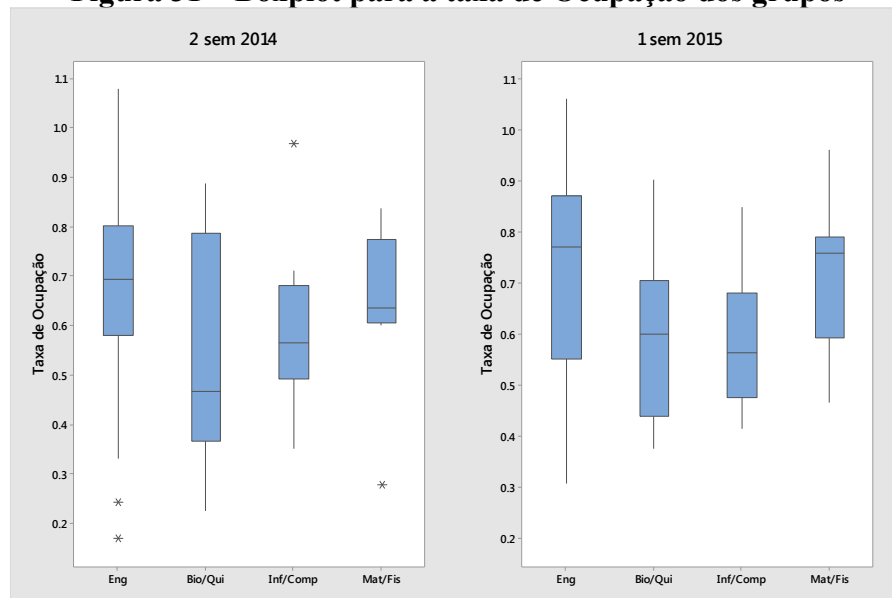 Figura – Boxplot para a taxa de Ocupação dos grupos
2 sem 2014
1.1
1.0
0.9
0.8
0.7
0.6
0.5
0.4
0.3
0.2
Taxa de Ocupação
Eng Bio/Qui Inf/Comp Mat/Fis
1 sem 2015
1.1
1.0
0.9
0.8
0.7
0.6
0.5
0.4
0.3
0.2
Taxa de Ocupação
Eng Bio/Qui Inf/Comp Mat/Fis